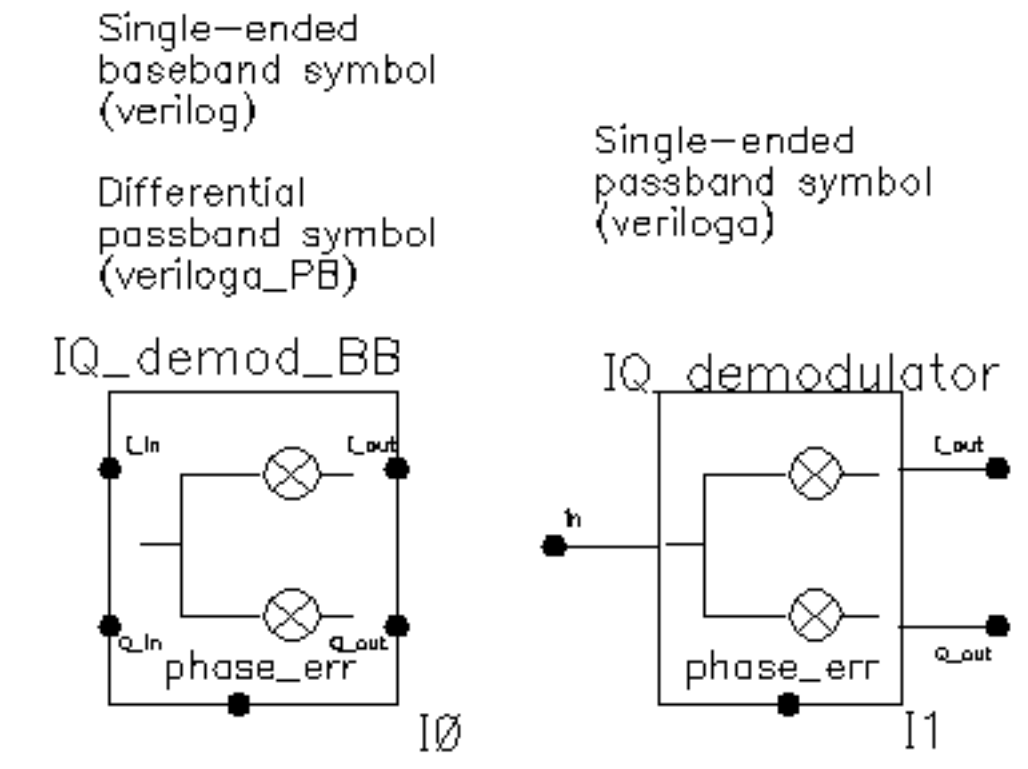 Single-ended
baseband symbol
(verilog)
Differential
passband symbol
(veriloga_PB)
Single-ended
passband symbol
(veriloga)
IQ_demod_BB
I_in
I_out
Q_in
Q_out
phase_err
I0
IQ_demodulator
in
I_out
Q_out
phase_err
I1